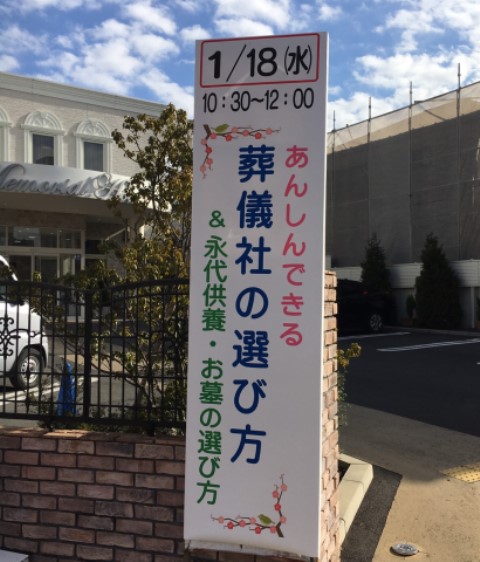 1/18(水)
10:30~12:00
あんしんできる
葬儀社の選び方
&永代供養・お墓の選び方